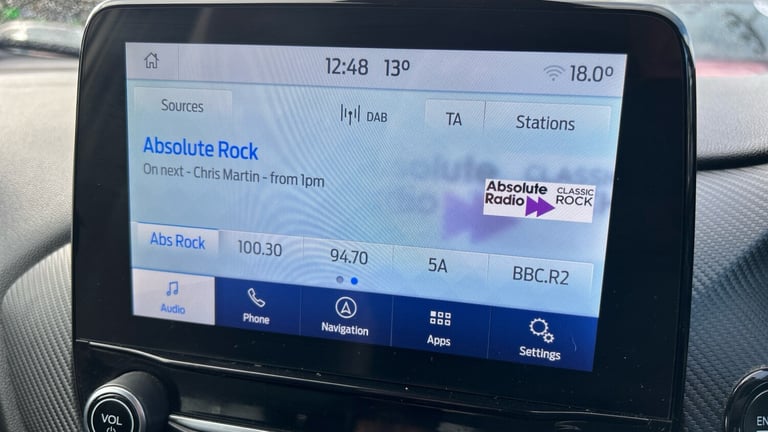 12:48 13° 18.0°
Sources DAB TA Stations
Absolute Rock
On next - Chris Martin - from 1pm
Absolute Radio CLASSIC ROCK
Abs Rock 100.30 94.70 5A BBC.R2
Audio Phone Navigation Apps Settings
VOL
EN